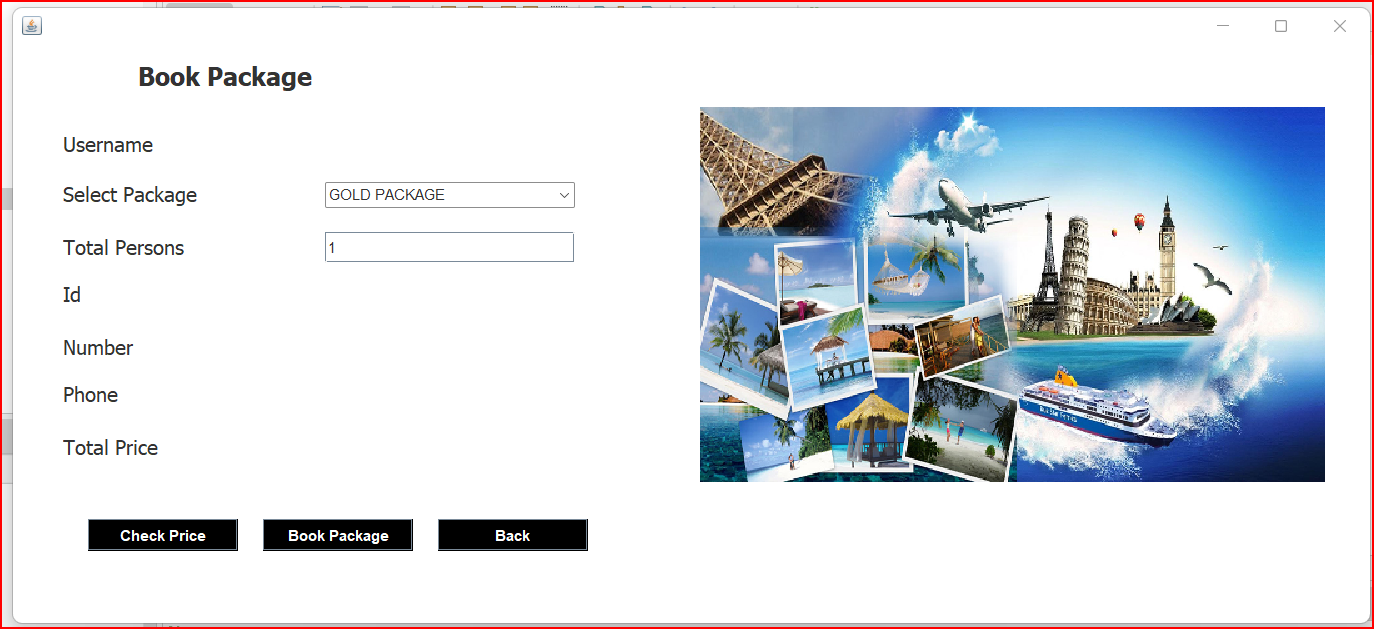 Book Package
Username
Select Package GOLD PACKAGE
Total Persons 1
Id
Number
Phone
Total Price
Check Price Book Package Back